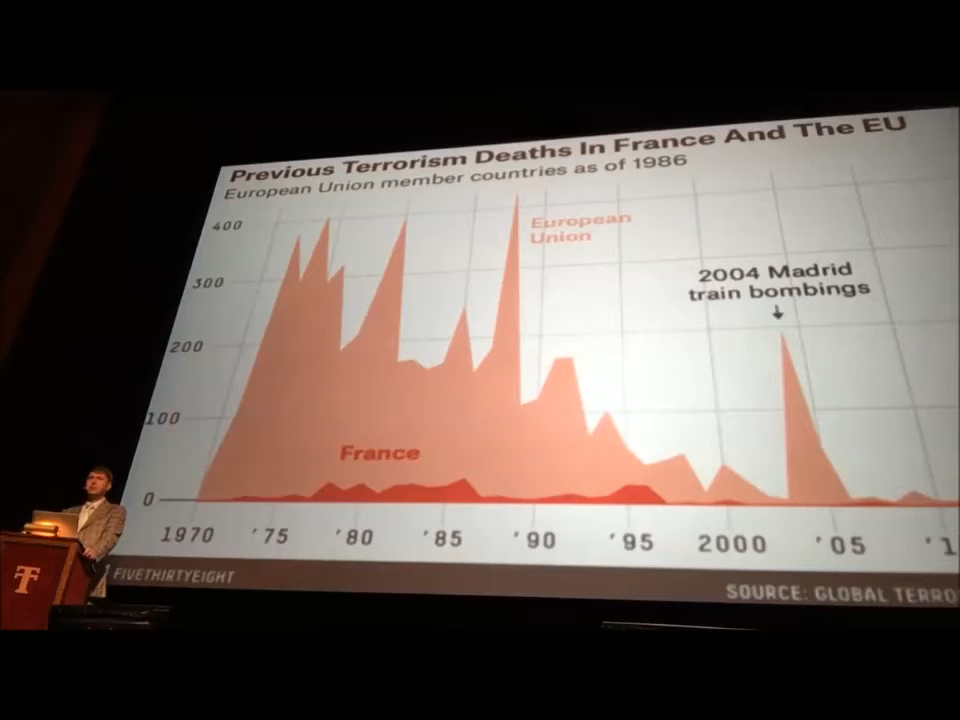 Previous Terrorism Deaths In France And The EU
European Union member countries as of 1986
400
European
Union
300
2004 Madrid
train bombings
200
100
France
0
1970 '75 '80 '85 '90 '95 2000 '05 '1
FIVETHIRTYEIGHT
SOURCE: GLOBAL TERRO
T